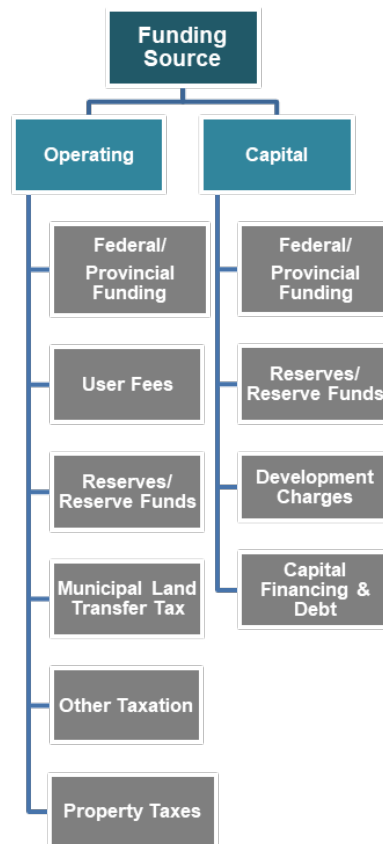 Funding
Source
Operating
Capital
Federal/
Provincial
Funding
User Fees
Reserves/
Reserve Funds
Municipal Land
Transfer Tax
Other Taxation
Property Taxes
Federal/
Provincial
Funding
Reserves/
Reserve Funds
Development
Charges
Capital
Financing &
Debt